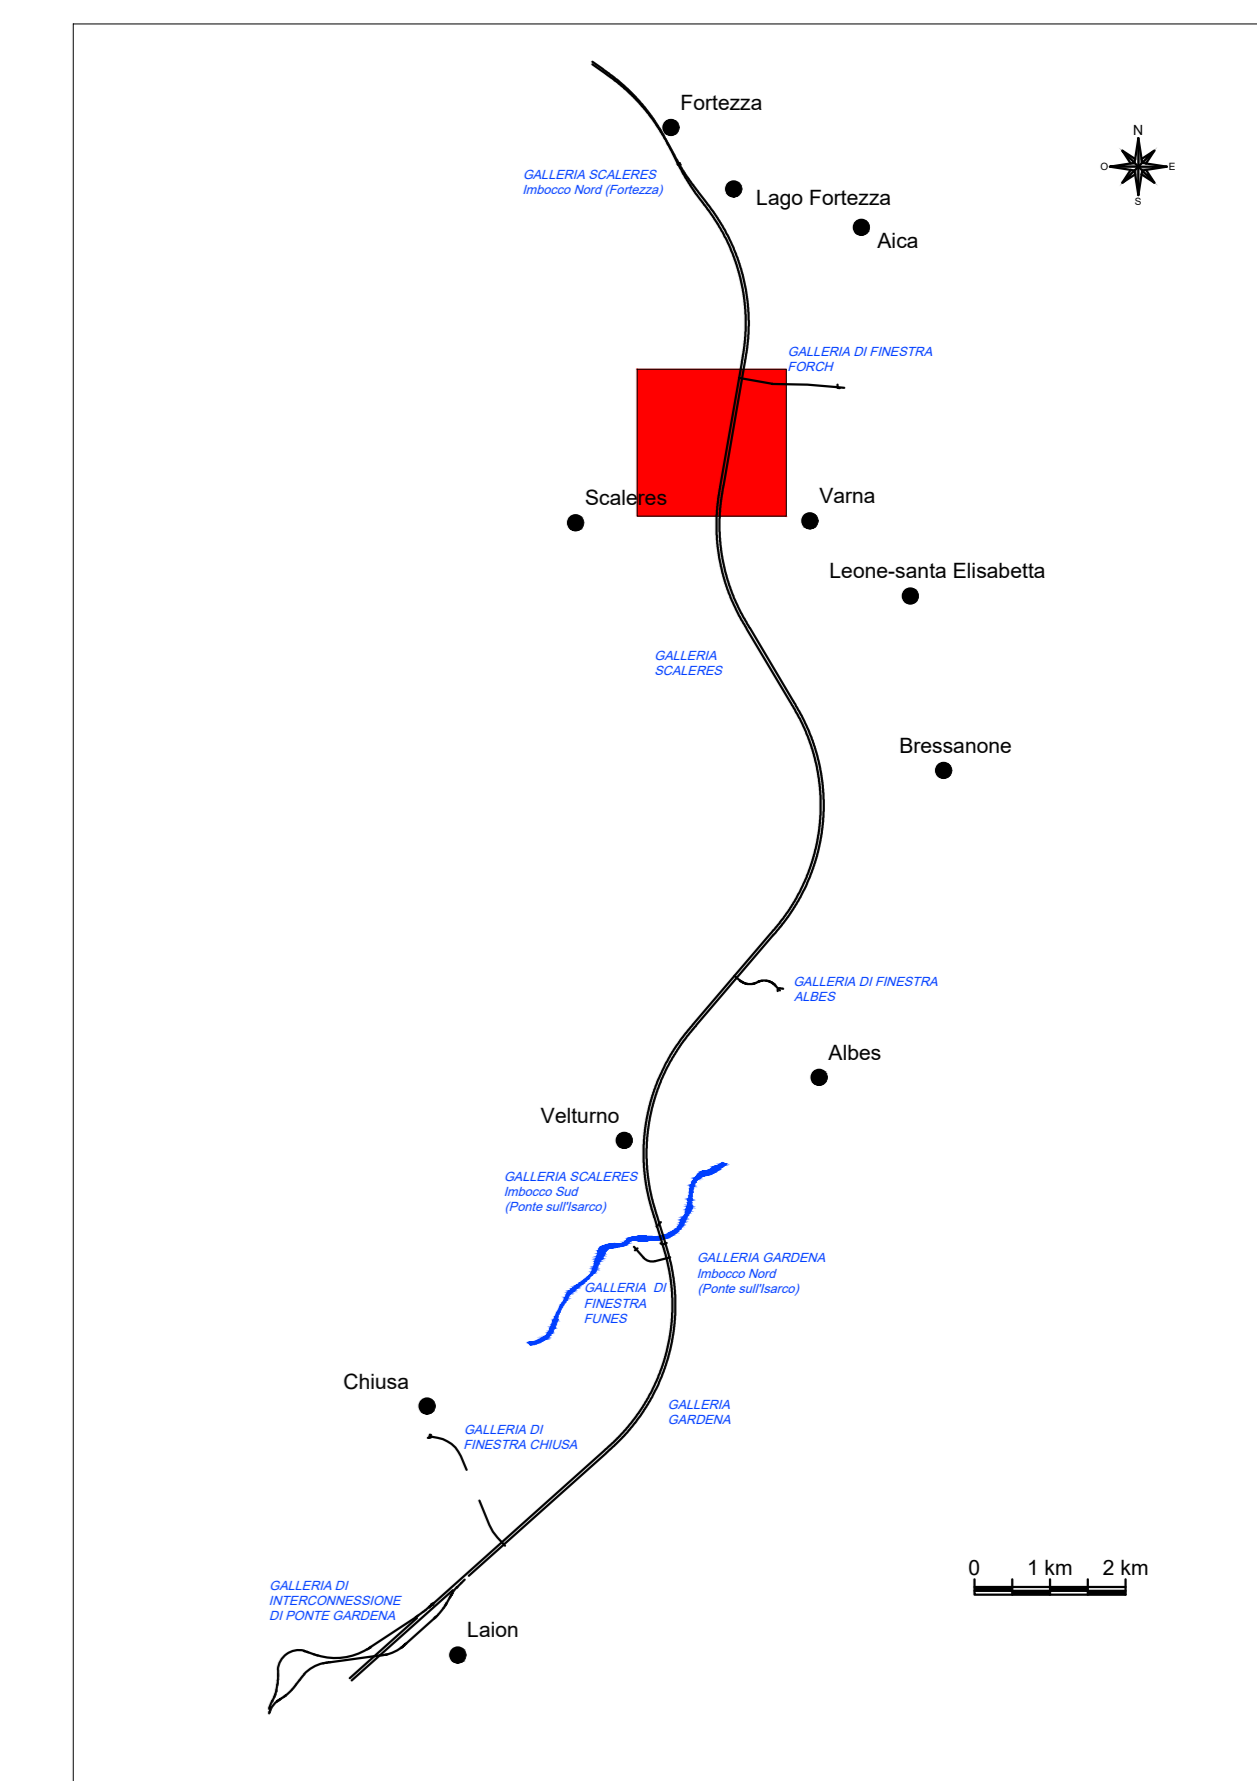 Fortezza
N
O
E
S
GALLERIA SCALERES
Imbocco Nord (Fortezza)
Lago Fortezza
Aica
GALLERIA DI FINESTRA
FORCH
Scaleres
Varna
Leone-santa Elisabetta
GALLERIA
SCALERES
Bressanone
GALLERIA DI FINESTRA
ALBES
Albes
Velturno
GALLERIA SCALERES
Imbocco Sud
(Ponte sull'Isarco)
GALLERIA GARDENA
Imbocco Nord
(Ponte sull'Isarco)
GALLERIA DI
FINESTRA
FUNES
Chiusa
GALLERIA
GARDENA
GALLERIA DI
FINESTRA CHIUSA
0 1 km 2 km
GALLERIA DI
INTERCONNESSIONE
DI PONTE GARDENA
Laion